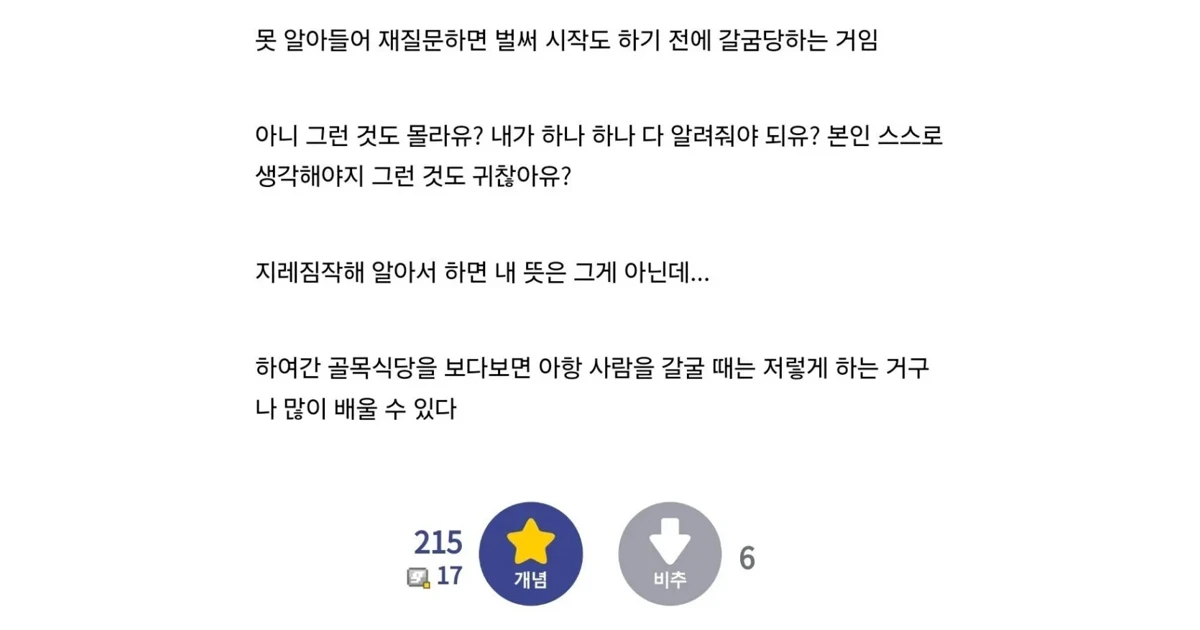 못 알아들어 재질문하면 벌써 시작도 하기 전에 갈굼당하는 거임
아니 그런 것도 몰라유? 내가 하나 하나 다 알려줘야 되유? 본인 스스로
생각해야지 그런 것도 귀찮아유?
지레짐작해 알아서 하면 내 뜻은 그게 아닌데...
하여간 골목식당을 보다보면 아항 사람을 갈굴 때는 저렇게 하는 거구
나 많이 배울 수 있다
215
17
개념
비추
6